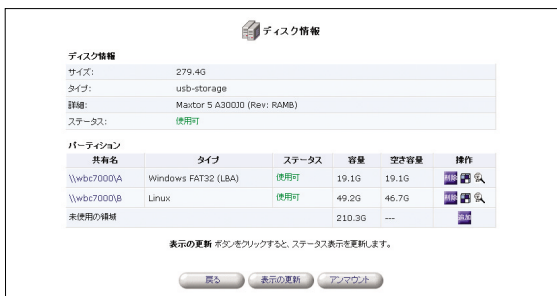 ディスク情報
ディスク情報
サイズ: 279.4G
タイプ: usb-storage
詳細: Maxtor 5 A300J0 (Rev: RAMB)
ステータス: 使用可
パーティション
共有名 タイプ ステータス 容量 空き容量 操作
\\wbc7000\A Windows FAT32 (LBA) 使用可 19.1G 19.1G 削除
\\wbc7000\B Linux 使用可 49.2G 46.7G 削除
未使用の領域 210.3G --- 追加
表示の更新 ボタンをクリックすると、ステータス表示を更新します。
戻る 表示の更新 アンマウント